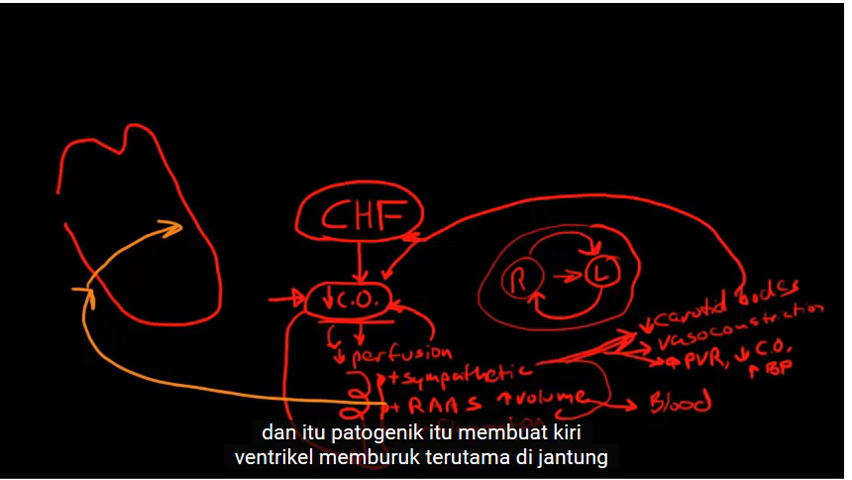 CHF
R → L
↓ C.O.
↓ carotid bodies
vasoconstriction
↑ PVR, ↓ C.O.
↑ BP
↓ perfusion
+ sympathetic
+ RAAS ↑ volume
Blood
dan itu patogenik itu membuat kiri
ventrikel memburuk terutama di jantung